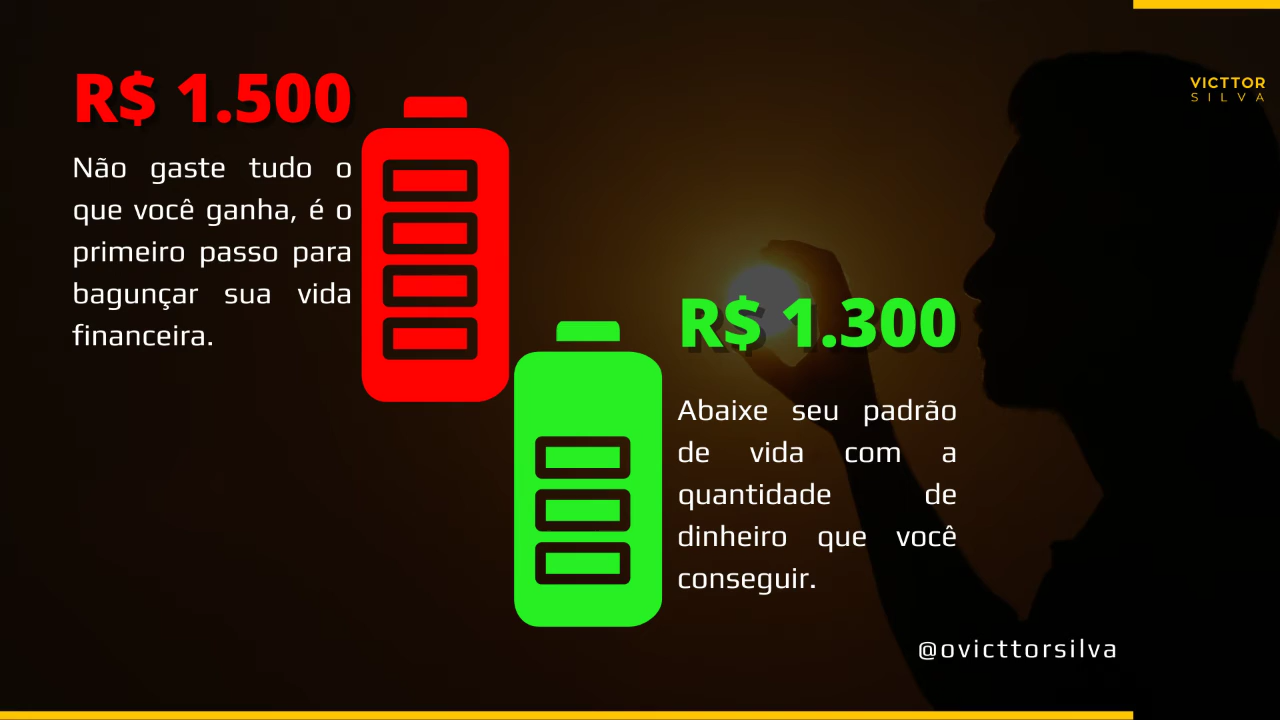 R$ 1.500
Não gaste tudo o
que você ganha, é o
primeiro passo para
bagunçar sua vida
financeira.
VICTTOR
SILVA
R$ 1.300
Abaixe seu padrão
de vida com a
quantidade de
dinheiro que você
conseguir.
@ovicttorsilva